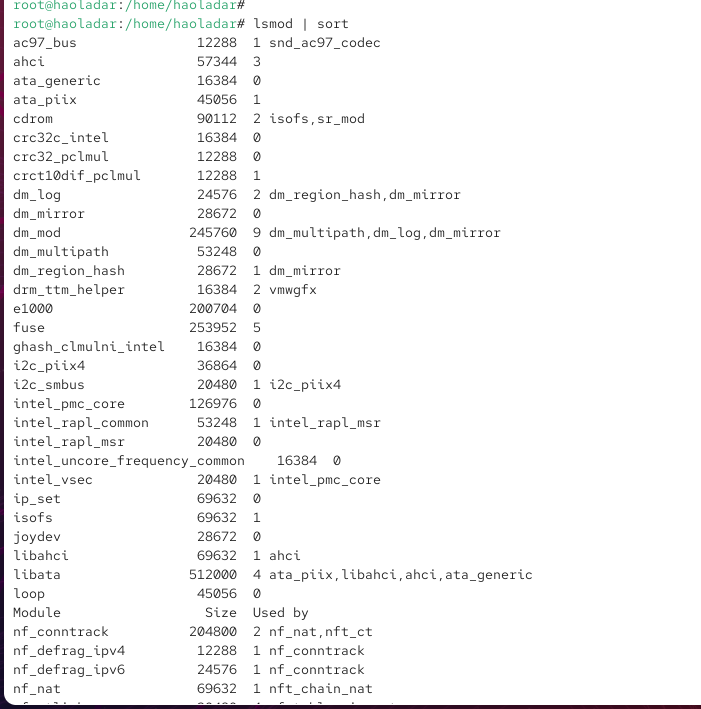 root@haoladar:/home/haoladar#
root@haoladar:/home/haoladar# lsmod | sort
ac97_bus               12288  1 snd_ac97_codec
ahci                   57344  3
ata_generic            16384  0
ata_piix               45056  1
cdrom                  90112  2 isofs,sr_mod
crc32c_intel           16384  0
crc32_pclmul           12288  0
crct10dif_pclmul       12288  1
dm_log                 24576  2 dm_region_hash,dm_mirror
dm_mirror              28672  0
dm_mod                245760  9 dm_multipath,dm_log,dm_mirror
dm_multipath           53248  0
dm_region_hash         28672  1 dm_mirror
drm_ttm_helper         16384  2 vmwgfx
e1000                 200704  0
fuse                  253952  5
ghash_clmulni_intel    16384  0
i2c_piix4              36864  0
i2c_smbus              20480  1 i2c_piix4
intel_pmc_core        126976  0
intel_rapl_common      53248  1 intel_rapl_msr
intel_rapl_msr         20480  0
intel_uncore_frequency_common    16384  0
intel_vsec             20480  1 intel_pmc_core
ip_set                 69632  0
isofs                  69632  1
joydev                 28672  0
libahci                69632  1 ahci
libata                512000  4 ata_piix,libahci,ahci,ata_generic
loop                   45056  0
Module                  Size  Used by
nf_conntrack          204800  2 nf_nat,nft_ct
nf_defrag_ipv4         12288  1 nf_conntrack
nf_defrag_ipv6         24576  1 nf_conntrack
nf_nat                 69632  1 nft_chain_nat